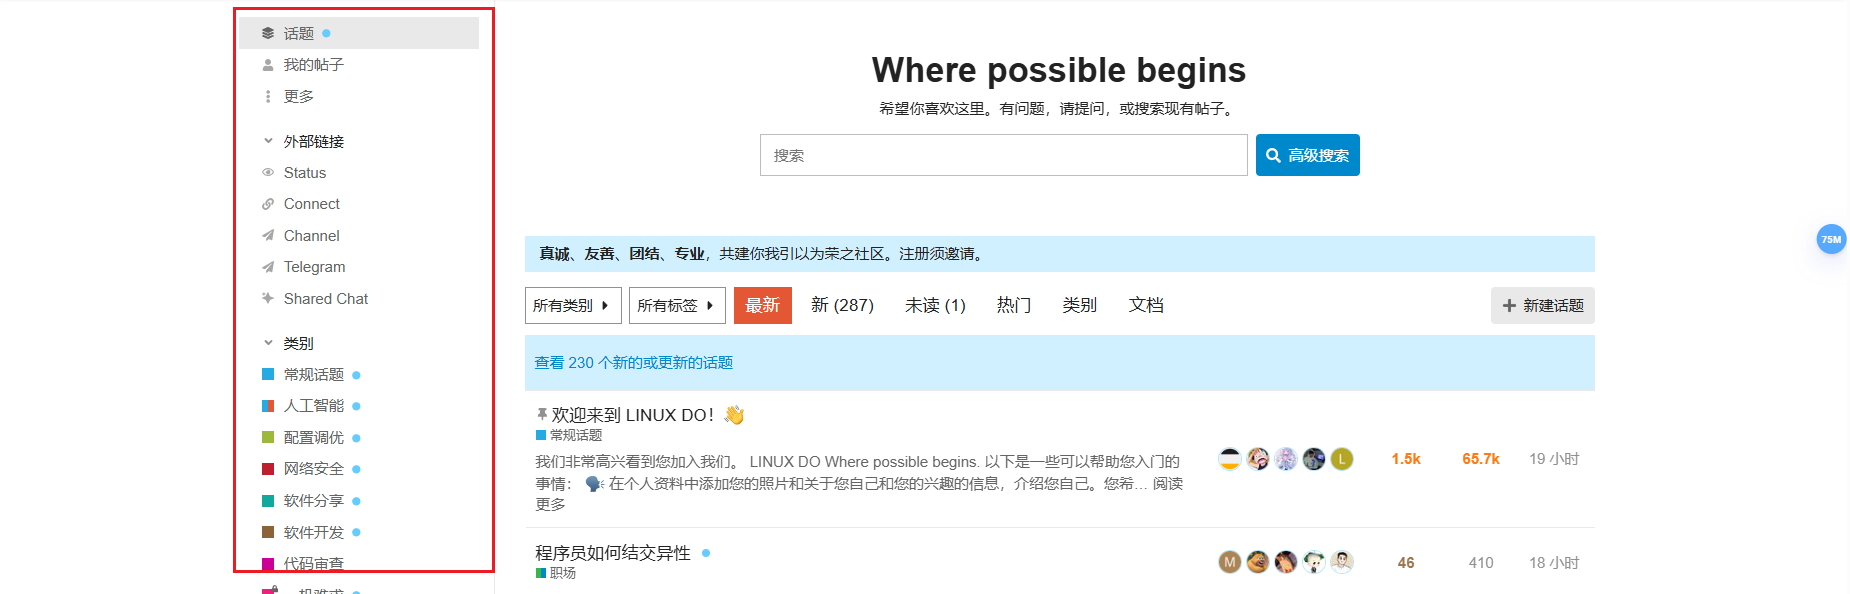 话题
我的帖子
更多
外部链接
Status
Connect
Channel
Telegram
Shared Chat
类别
常规话题
人工智能
配置调优
网络安全
软件分享
软件开发
代码审查
Where possible begins
希望你喜欢这里。有问题，请提问，或搜索现有帖子。
搜索
高级搜索
真诚、友善、团结、专业，共建你我引以为荣之社区。注册须邀请。
所有类别 所有标签 最新 新 (287) 未读 (1) 热门 类别 文档 新建话题
查看 230 个新的或更新的话题
欢迎来到 LINUX DO！👋
常规话题
我们非常高兴看到您加入我们。 LINUX DO Where possible begins. 以下是一些可以帮助您入门的
事情： 🗣 在个人资料中添加您的照片和关于您自己和您的兴趣的信息，介绍您自己。您希… 阅读
更多
L 1.5k 65.7k 19 小时
程序员如何结交异性
职场
M 46 410 18 小时
75M